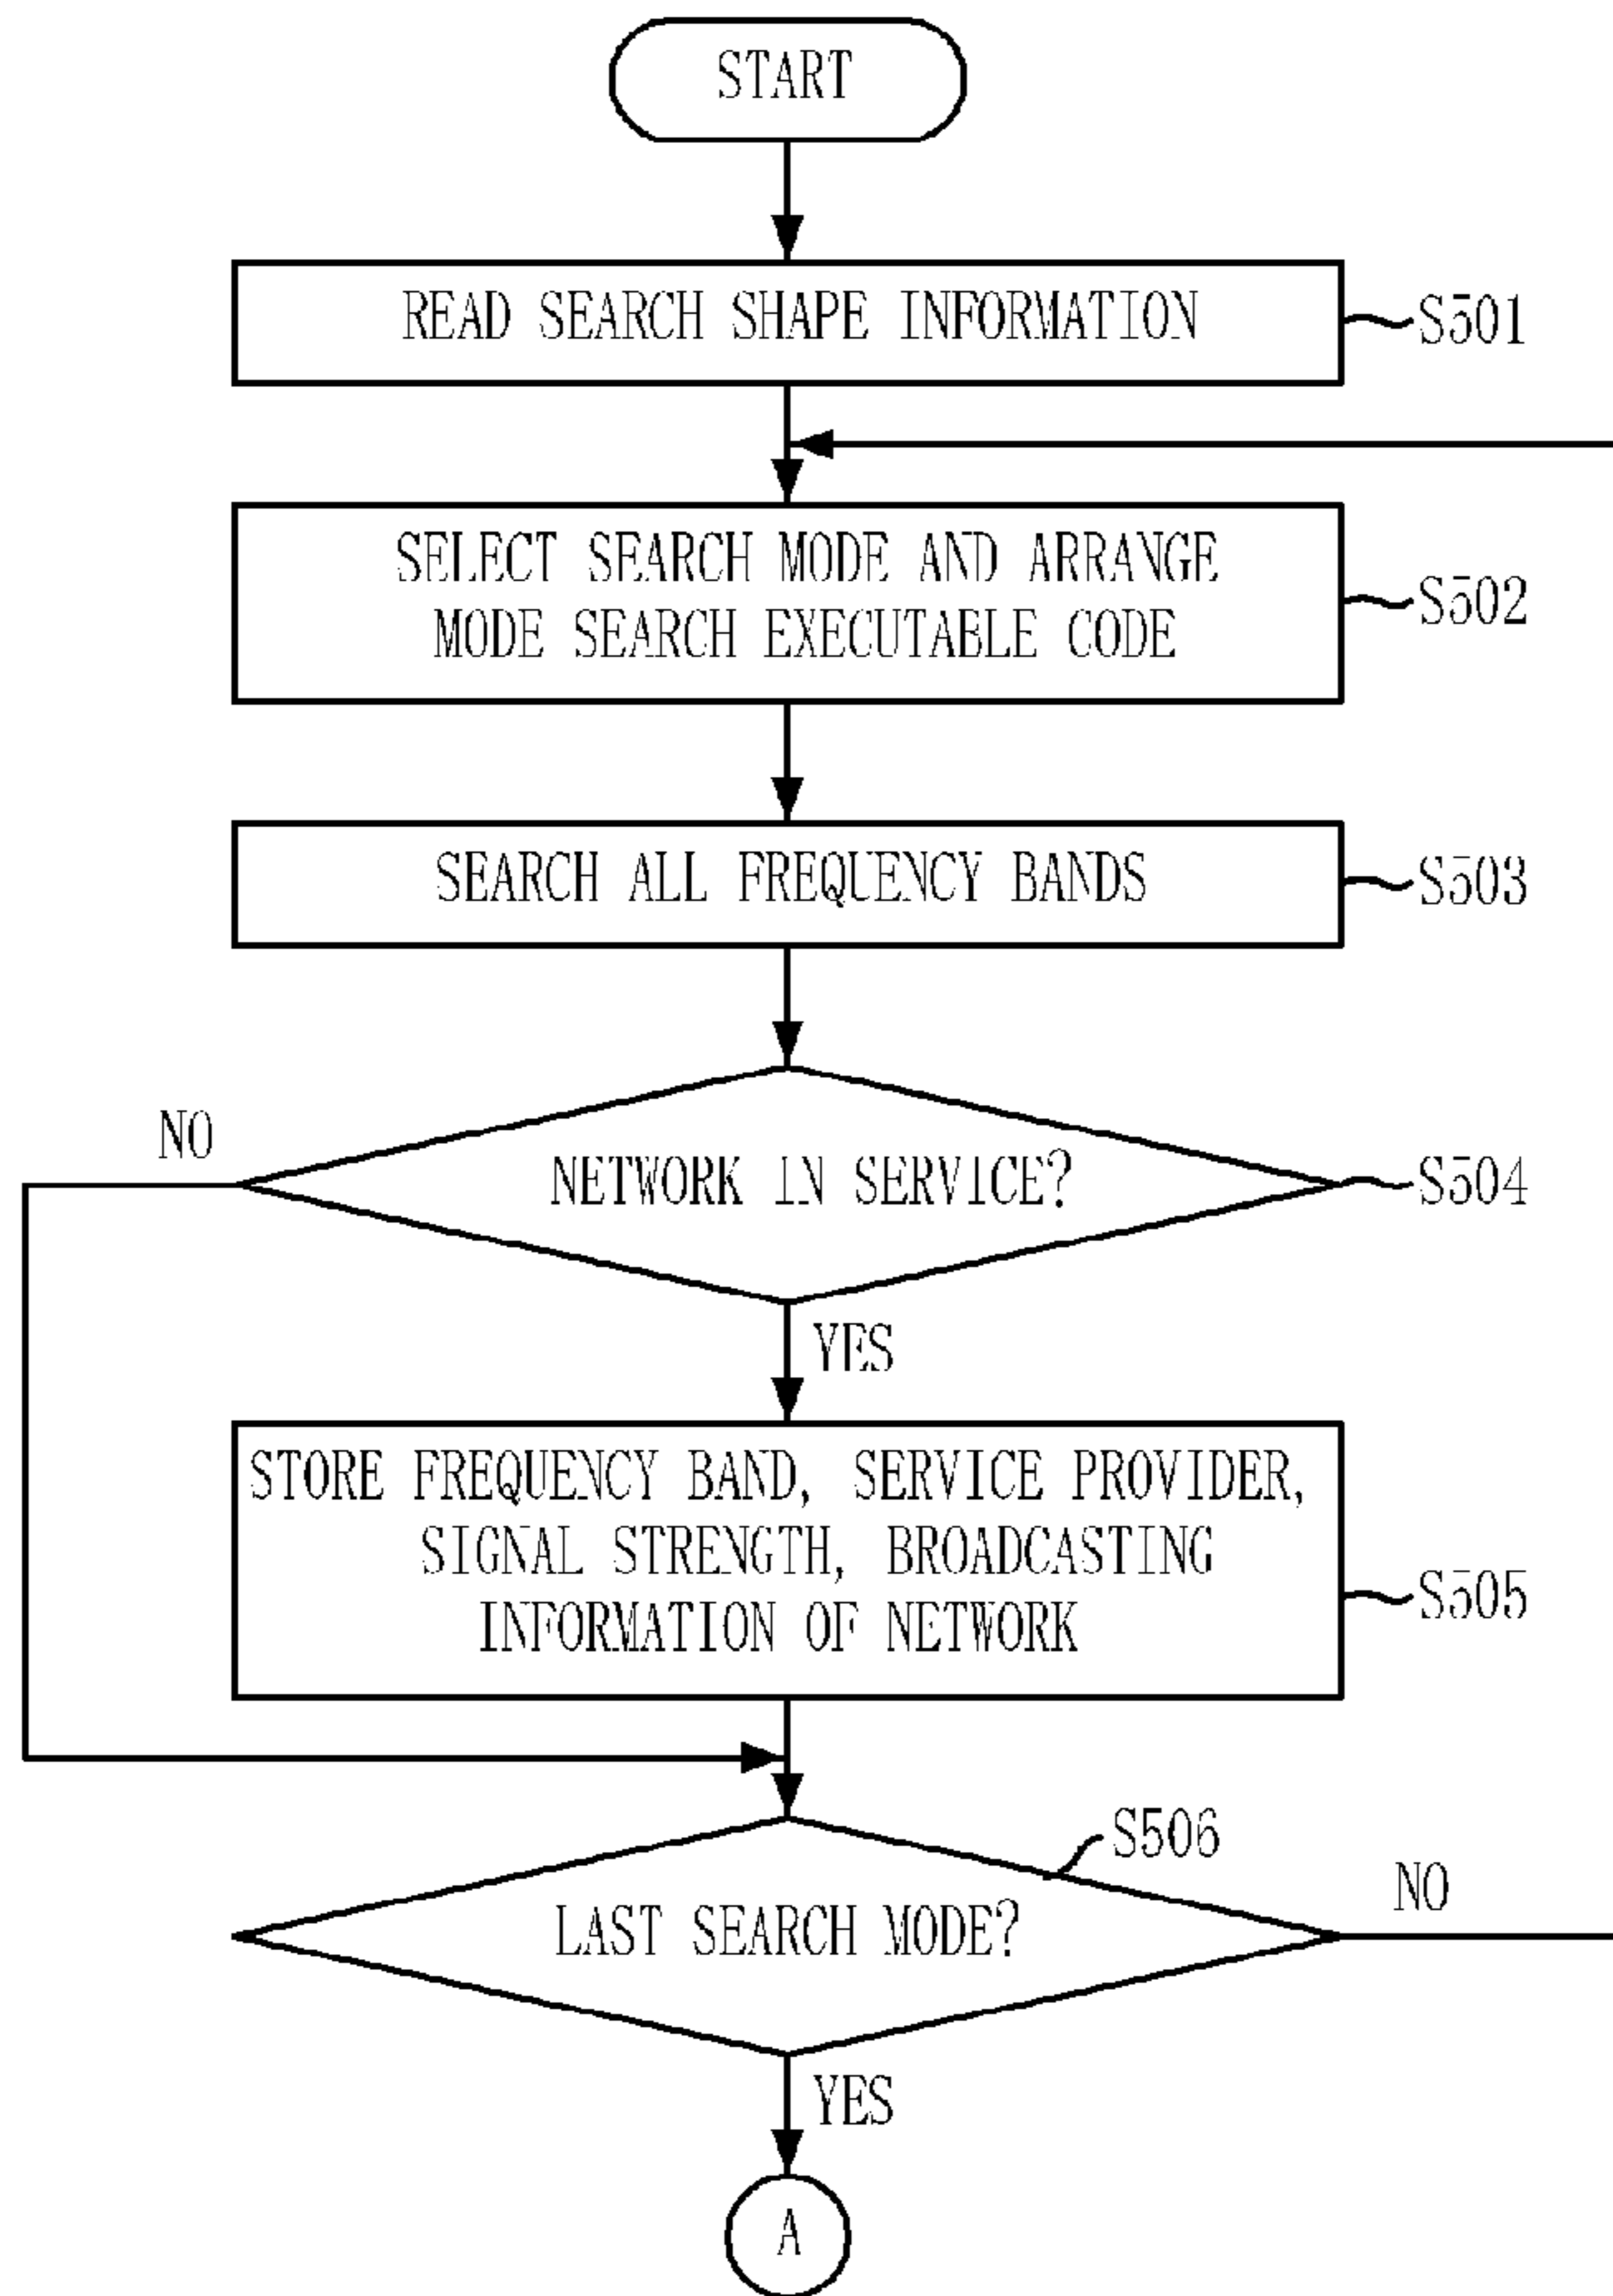 START
READ SEARCH SHAPE INFORMATION
S501
SELECT SEARCH MODE AND ARRANGE
MODE SEARCH EXECUTABLE CODE
S502
SEARCH ALL FREQUENCY BANDS
S503
NO
NETWORK IN SERVICE?
S504
YES
STORE FREQUENCY BAND, SERVICE PROVIDER,
SIGNAL STRENGTH, BROADCASTING
INFORMATION OF NETWORK
S505
S506
NO
LAST SEARCH MODE?
YES
A